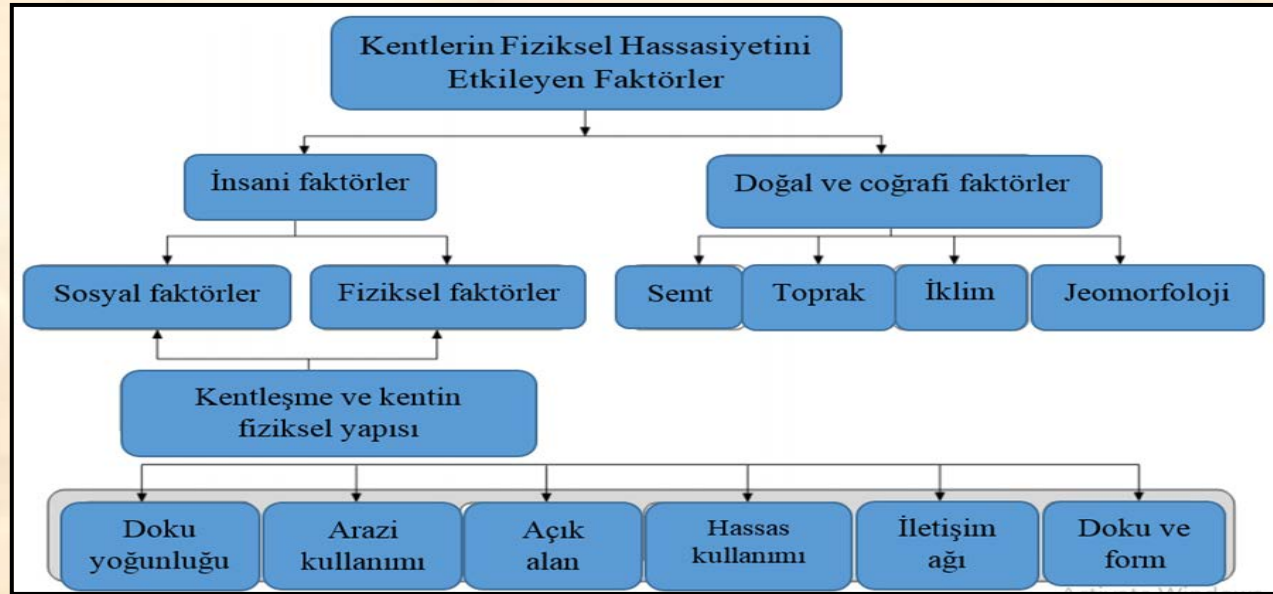 Kentlerin Fiziksel Hassasiyetini
Etkileyen Faktörler
İnsani faktörler
Doğal ve coğrafi faktörler
Sosyal faktörler
Fiziksel faktörler
Semt
Toprak
İklim
Jeomorfoloji
Kentleşme ve kentin
fiziksel yapısı
Doku
yoğunluğu
Arazi
kullanımı
Açık
alan
Hassas
kullanımı
İletişim
ağı
Doku ve
form